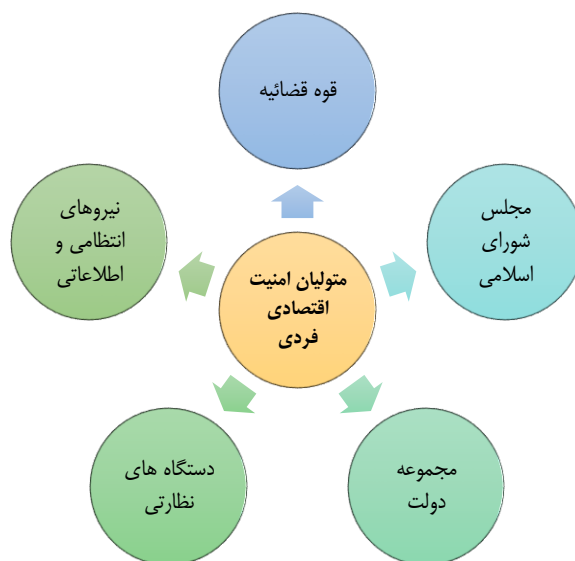 قوه قضائیه
مجلس
شورای
اسلامی
نیروهای
انتظامی و
اطلاعاتی
متولیان امنیت
اقتصادی
فردی
مجموعه
دولت
دستگاه های
نظارتی